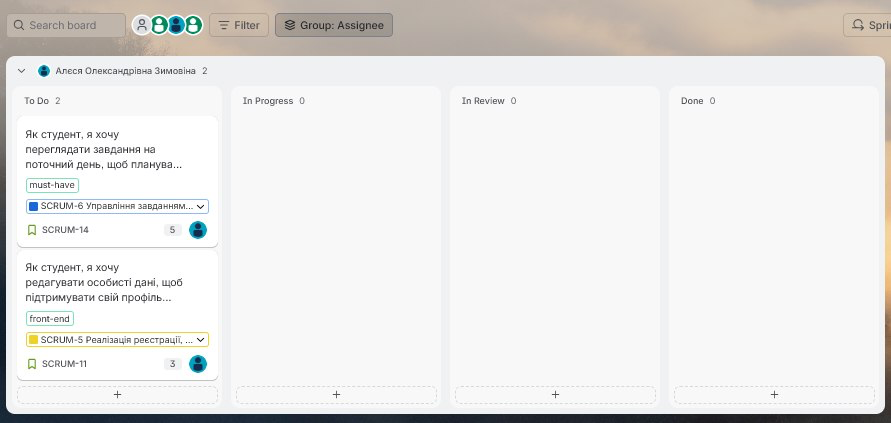 Search board
Filter
Group: Assignee
Алєся Олександрівна Зимовіна 2
To Do 2
In Progress 0
In Review 0
Done 0
Як студент, я хочу
переглядати завдання на
поточний день, щоб планува...
must-have
SCRUM-6 Управління завданням...
SCRUM-14
5
Як студент, я хочу
редагувати особисті дані, щоб
підтримувати свій профіль...
front-end
SCRUM-5 Реалізація реєстрації, ...
SCRUM-11
3